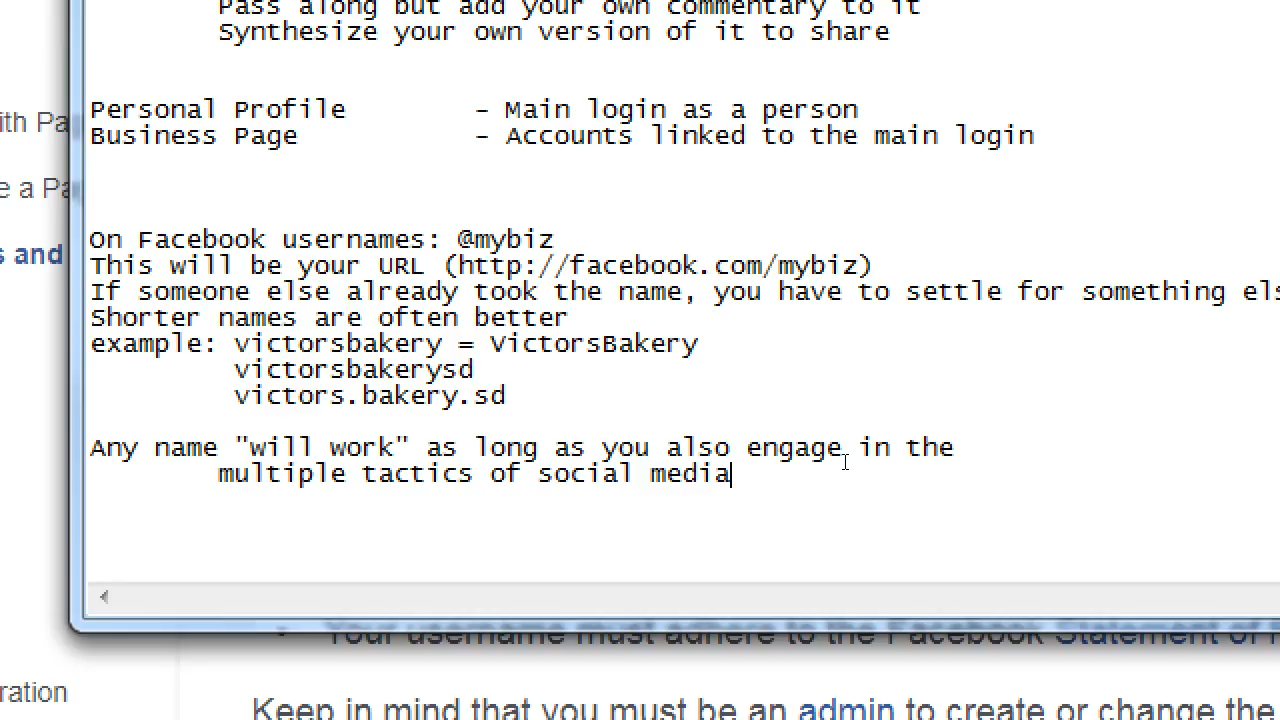 Pass along but add your own commentary to it
Synthesize your own version of it to share
Personal Profile - Main login as a person
ith Pa
Business Page - Accounts linked to the main login
e a Pa
On Facebook usernames: @mybiz
s and
This will be your URL (http://facebook.com/mybiz)
If someone else already took the name, you have to settle for something els
Shorter names are often better
example: victorsbakery = VictorsBakery
victorsbakerysd
victors.bakery.sd
Any name "will work" as long as you also engage in the
multiple tactics of social media
Your username must adhere to the Facebook Statement of
ration
Keep in mind that you must be an admin to create or change the